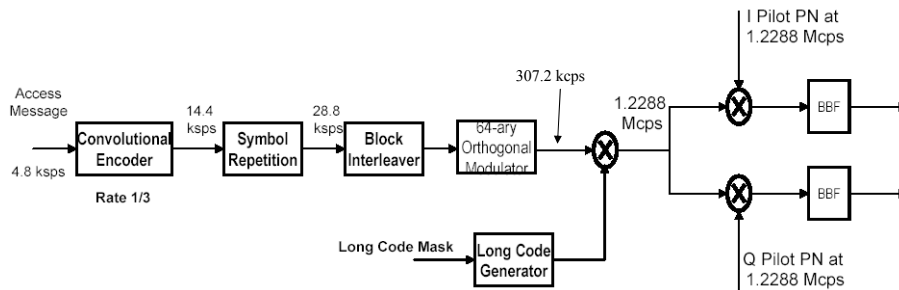 I Pilot PN at
1.2288 Mcps
307.2 kcps
Access
Message
14.4
ksps
28.8
ksps
1.2288
Mcps
BBF
Convolutional
Encoder
Symbol
Repetition
Block
Interleaver
64-ary
Orthogonal
Modulator
X
X
4.8 ksps
Rate 1/3
X
BBF
Long Code Mask
Long Code
Generator
Q Pilot PN at
1.2288 Mcps